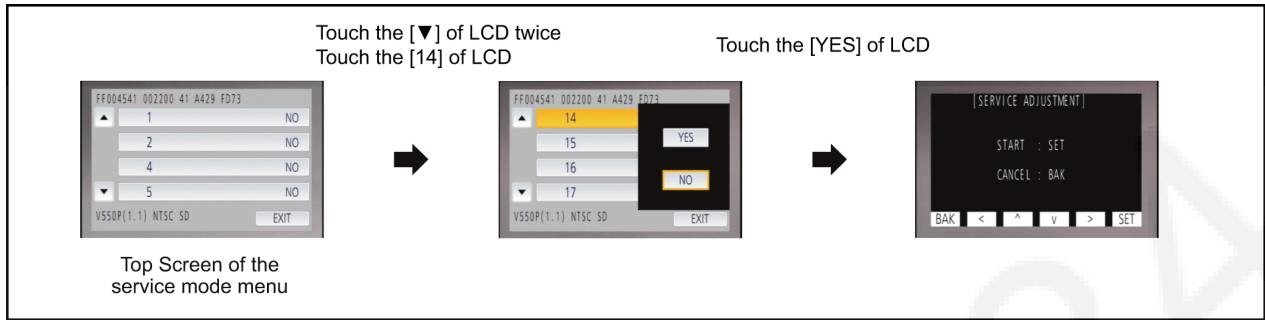 Touch the [▼] of LCD twice
Touch the [14] of LCD
Touch the [YES] of LCD
FF004541 002200 41 A429 FD73
▲ 1 NO
2 NO
4 NO
▼ 5 NO
V550P(1.1) NTSC SD EXIT
Top Screen of the
service mode menu
FF004541 002200 41 A429 FD73
▲ 14
15
16
▼ 17
YES
NO
V550P(1.1) NTSC SD EXIT
[SERVICE ADJUSTMENT]
START : SET
CANCEL : BAK
BAK < ^ v > SET